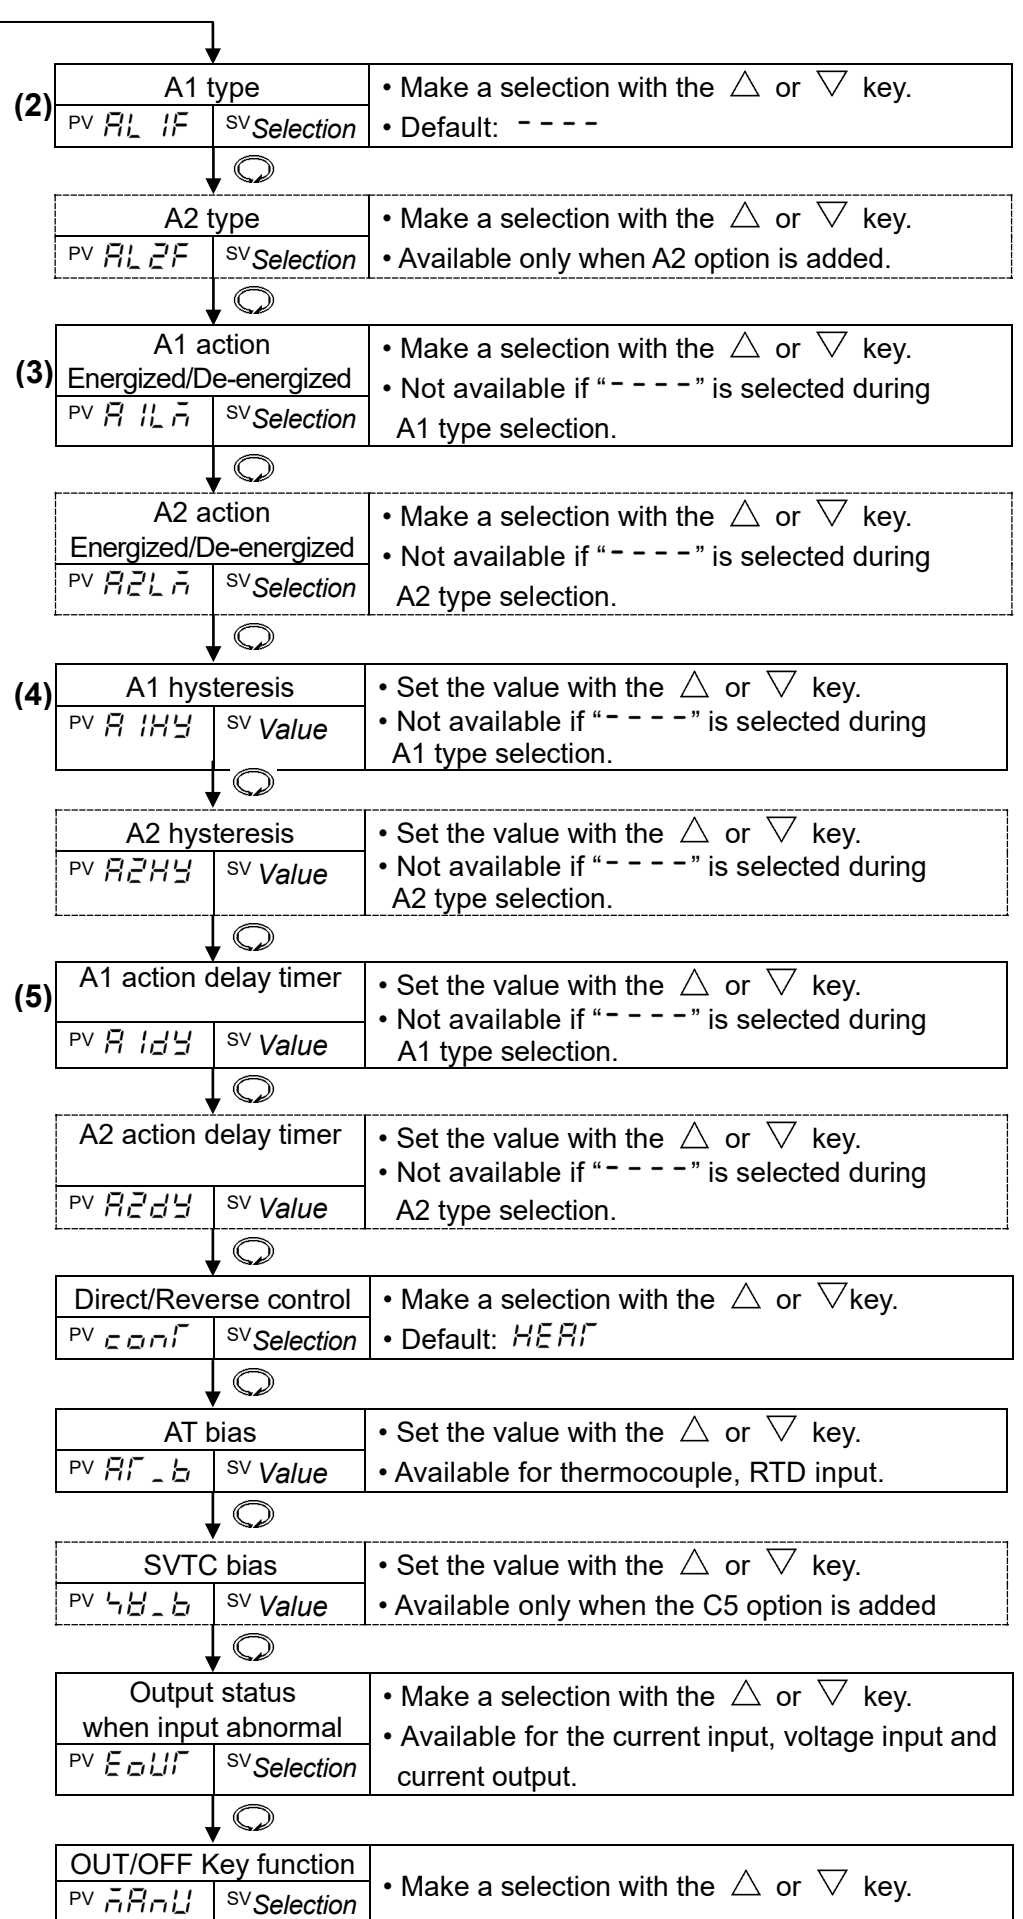 A1 type
(2)
PV AL1F SV Selection
• Make a selection with the △ or ▽ key.
• Default: ----
A2 type
PV AL2F SV Selection
• Make a selection with the △ or ▽ key.
• Available only when A2 option is added.
(3)
A1 action
Energized/De-energized
PV A1Lm SV Selection
• Make a selection with the △ or ▽ key.
• Not available if “----” is selected during
A1 type selection.
A2 action
Energized/De-energized
PV A2Lm SV Selection
• Make a selection with the △ or ▽ key.
• Not available if “----” is selected during
A2 type selection.
(4)
A1 hysteresis
PV A1HY SV Value
• Set the value with the △ or ▽ key.
• Not available if “----” is selected during
A1 type selection.
A2 hysteresis
PV A2HY SV Value
• Set the value with the △ or ▽ key.
• Not available if “----” is selected during
A2 type selection.
(5)
A1 action delay timer
PV A1dY SV Value
• Set the value with the △ or ▽ key.
• Not available if “----” is selected during
A1 type selection.
A2 action delay timer
PV A2dY SV Value
• Set the value with the △ or ▽ key.
• Not available if “----” is selected during
A2 type selection.
Direct/Reverse control
PV conT SV Selection
• Make a selection with the △ or ▽ key.
• Default: HEAT
AT bias
PV AT_b SV Value
• Set the value with the △ or ▽ key.
• Available for thermocouple, RTD input.
SVTC bias
PV SV_b SV Value
• Set the value with the △ or ▽ key.
• Available only when the C5 option is added
Output status
when input abnormal
PV EoUT SV Selection
• Make a selection with the △ or ▽ key.
• Available for the current input, voltage input and
current output.
OUT/OFF Key function
PV mAnU SV Selection
• Make a selection with the △ or ▽ key.